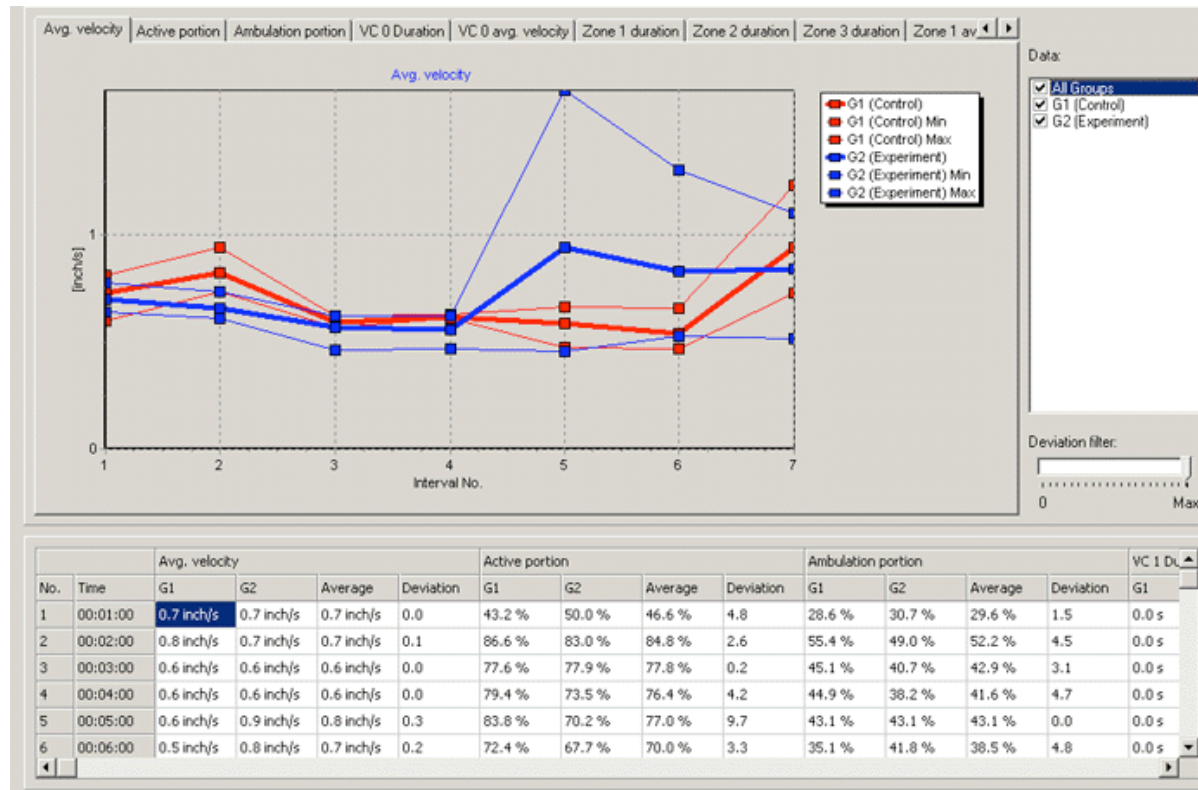 Avg. velocity Active portion Ambulation portion VC 0 Duration VC 0 avg. velocity Zone 1 duration Zone 2 duration Zone 3 duration Zone 1 av
Data:
All Groups
G1 (Control)
G2 (Experiment)
Avg. velocity
G1 (Control)
G1 (Control) Min
G1 (Control) Max
G2 (Experiment)
G2 (Experiment) Min
G2 (Experiment) Max
[inch/s]
1
0
1 2 3 4 5 6 7
Interval No.
Deviation filter:
0 Max
Avg. velocity Active portion Ambulation portion VC 1 Du
No. Time G1 G2 Average Deviation G1 G2 Average Deviation G1 G2 Average Deviation G1
1 00:01:00 0.7 inch/s 0.7 inch/s 0.7 inch/s 0.0 43.2 % 50.0 % 46.6 % 4.8 28.6 % 30.7 % 29.6 % 1.5 0.0 s
2 00:02:00 0.8 inch/s 0.7 inch/s 0.7 inch/s 0.1 86.6 % 83.0 % 84.8 % 2.6 55.4 % 49.0 % 52.2 % 4.5 0.0 s
3 00:03:00 0.6 inch/s 0.6 inch/s 0.6 inch/s 0.0 77.6 % 77.9 % 77.8 % 0.2 45.1 % 40.7 % 42.9 % 3.1 0.0 s
4 00:04:00 0.6 inch/s 0.6 inch/s 0.6 inch/s 0.0 79.4 % 73.5 % 76.4 % 4.2 44.9 % 38.2 % 41.6 % 4.7 0.0 s
5 00:05:00 0.6 inch/s 0.9 inch/s 0.8 inch/s 0.3 83.8 % 70.2 % 77.0 % 9.7 43.1 % 43.1 % 43.1 % 0.0 0.0 s
6 00:06:00 0.5 inch/s 0.8 inch/s 0.7 inch/s 0.2 72.4 % 67.7 % 70.0 % 3.3 35.1 % 41.8 % 38.5 % 4.8 0.0 s